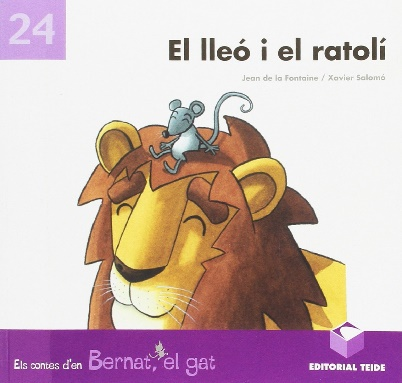 24
El lleó i el ratolí
Jean de la Fontaine / Xavier Salomó
Els contes d'en Bernat, el gat
EDITORIAL TEIDE